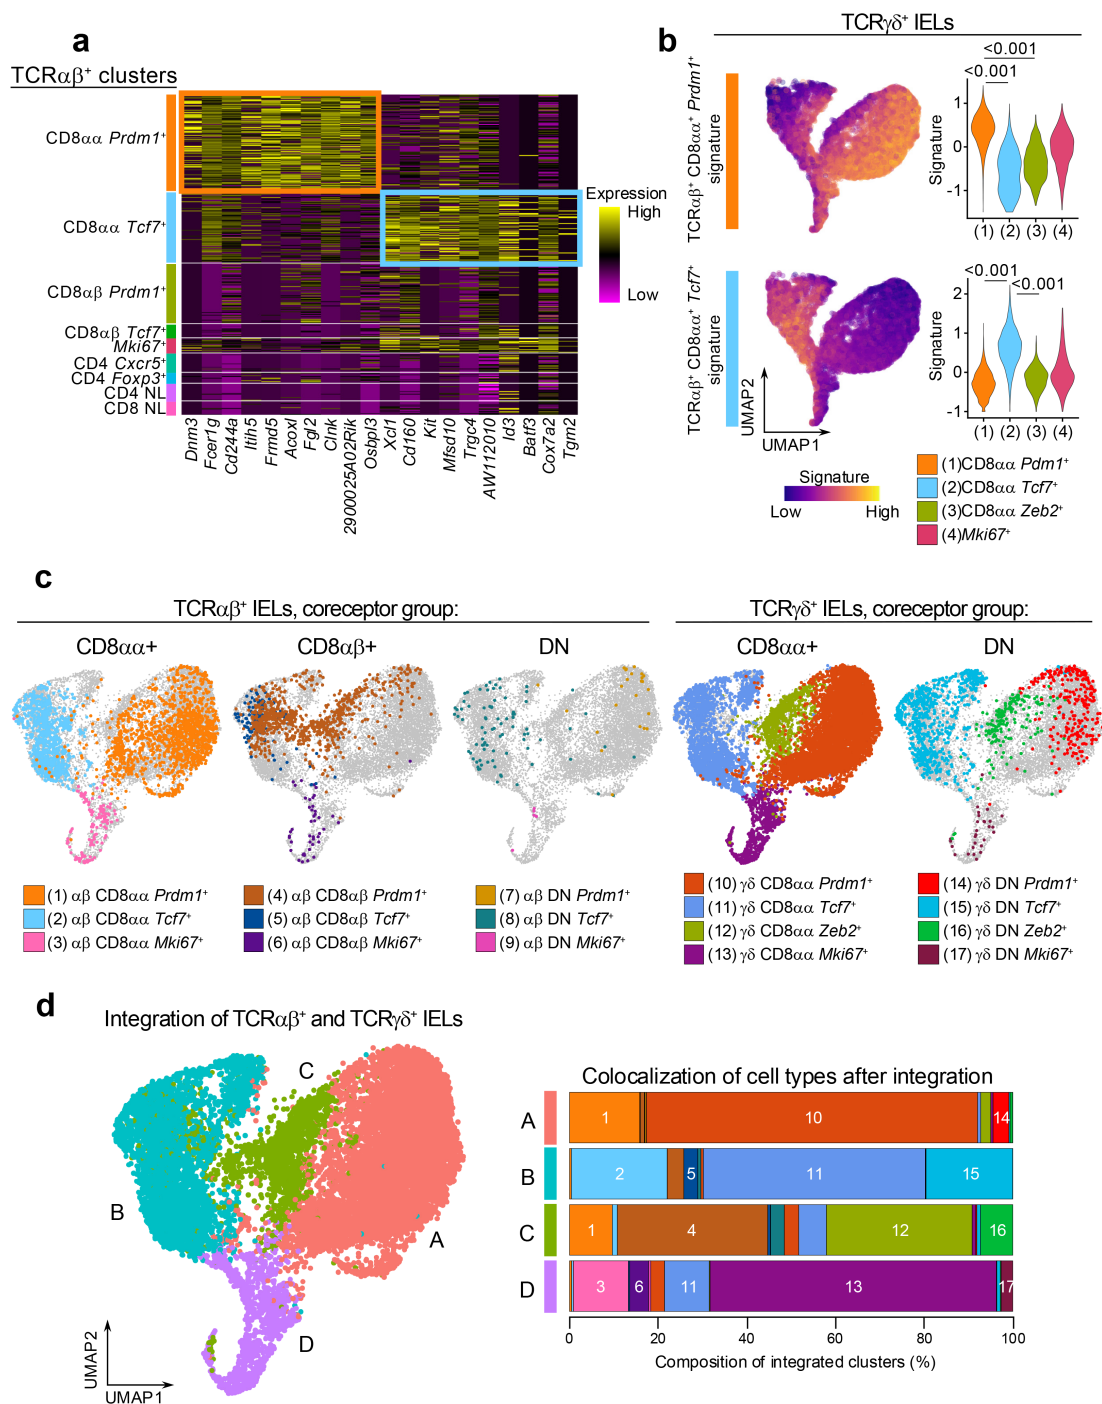 a
TCRαβ⁺ clusters
CD8αα Prdm1⁺
CD8αα Tcf7⁺
CD8αβ Prdm1⁺
CD8αβ Tcf7⁺
Mki67⁺
CD4 Cxcr5⁺
CD4 Foxp3⁺
CD4 NL
CD8 NL
Dnm3
Fcer1g
Cd244a
Itih5
Frmd5
Acoxl
Fgl2
Clnk
2900025A02Rik
Osbpl3
Xcl1
Cd160
Kit
Mfsd10
Trgc4
AW112010
Id3
Batf3
Cox7a2
Tgm2
Expression
High
Low
b
TCRγδ⁺ IELs
TCRαβ⁺ CD8αα⁺ Prdm1⁺
signature
<0.001
<0.001
Signature
1
0
-1
(1) (2) (3) (4)
TCRαβ⁺ CD8αα⁺ Tcf7⁺
signature
UMAP2
UMAP1
<0.001
<0.001
Signature
2
1
0
-1
(1) (2) (3) (4)
Signature
Low High
(1)CD8αα Pdm1⁺
(2)CD8αα Tcf7⁺
(3)CD8αα Zeb2⁺
(4)Mki67⁺
c
TCRαβ⁺ IELs, coreceptor group:
CD8αα+ CD8αβ+ DN
(1) αβ CD8αα Prdm1⁺
(2) αβ CD8αα Tcf7⁺
(3) αβ CD8αα Mki67⁺
(4) αβ CD8αβ Prdm1⁺
(5) αβ CD8αβ Tcf7⁺
(6) αβ CD8αβ Mki67⁺
(7) αβ DN Prdm1⁺
(8) αβ DN Tcf7⁺
(9) αβ DN Mki67⁺
TCRγδ⁺ IELs, coreceptor group:
CD8αα+ DN
(10) γδ CD8αα Prdm1⁺
(11) γδ CD8αα Tcf7⁺
(12) γδ CD8αα Zeb2⁺
(13) γδ CD8αα Mki67⁺
(14) γδ DN Prdm1⁺
(15) γδ DN Tcf7⁺
(16) γδ DN Zeb2⁺
(17) γδ DN Mki67⁺
d
Integration of TCRαβ⁺ and TCRγδ⁺ IELs
C
B
A
D
UMAP2
UMAP1
Colocalization of cell types after integration
A 1 10 14
B 2 5 11 15
C 1 4 12 16
D 3 6 11 13 17
0 20 40 60 80 100
Composition of integrated clusters (%)